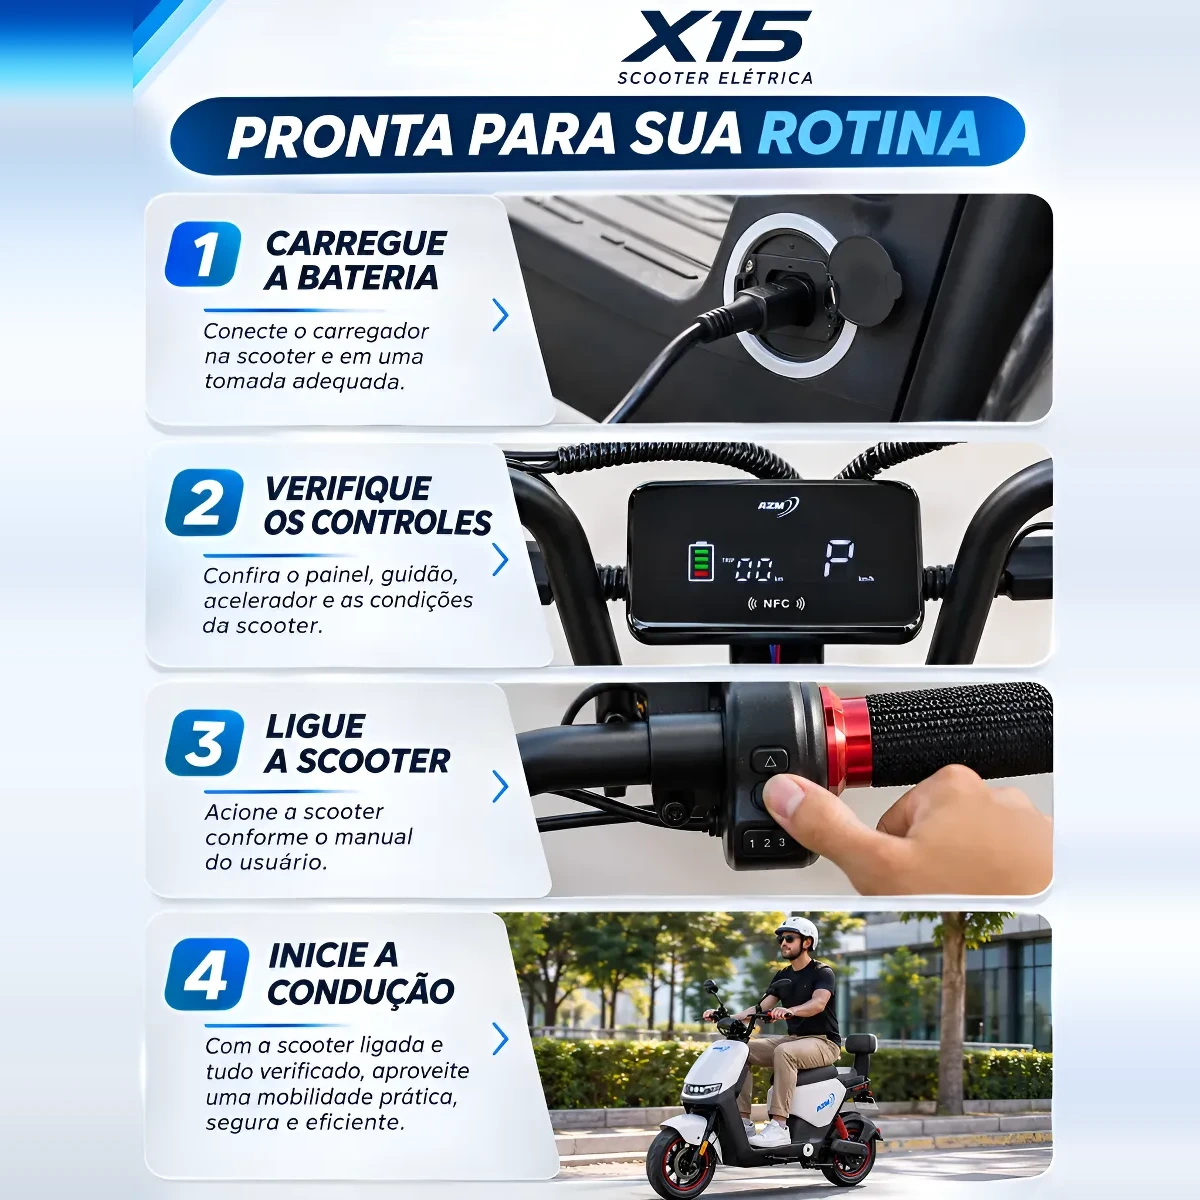 X15
SCOOTER ELÉTRICA
PRONTA PARA SUA ROTINA
1
CARREGUE
A BATERIA
Conecte o carregador
na scooter e em uma
tomada adequada.
2
VERIFIQUE
OS CONTROLES
Confira o painel, guidão,
acelerador e as condições
da scooter.
AZM
TRIP 00 km
P
km/h
NFC
3
LIGUE
A SCOOTER
Acione a scooter
conforme o manual
do usuário.
1 2 3
4
INICIE A
CONDUÇÃO
Com a scooter ligada e
tudo verificado, aproveite
uma mobilidade prática,
segura e eficiente.
AZM